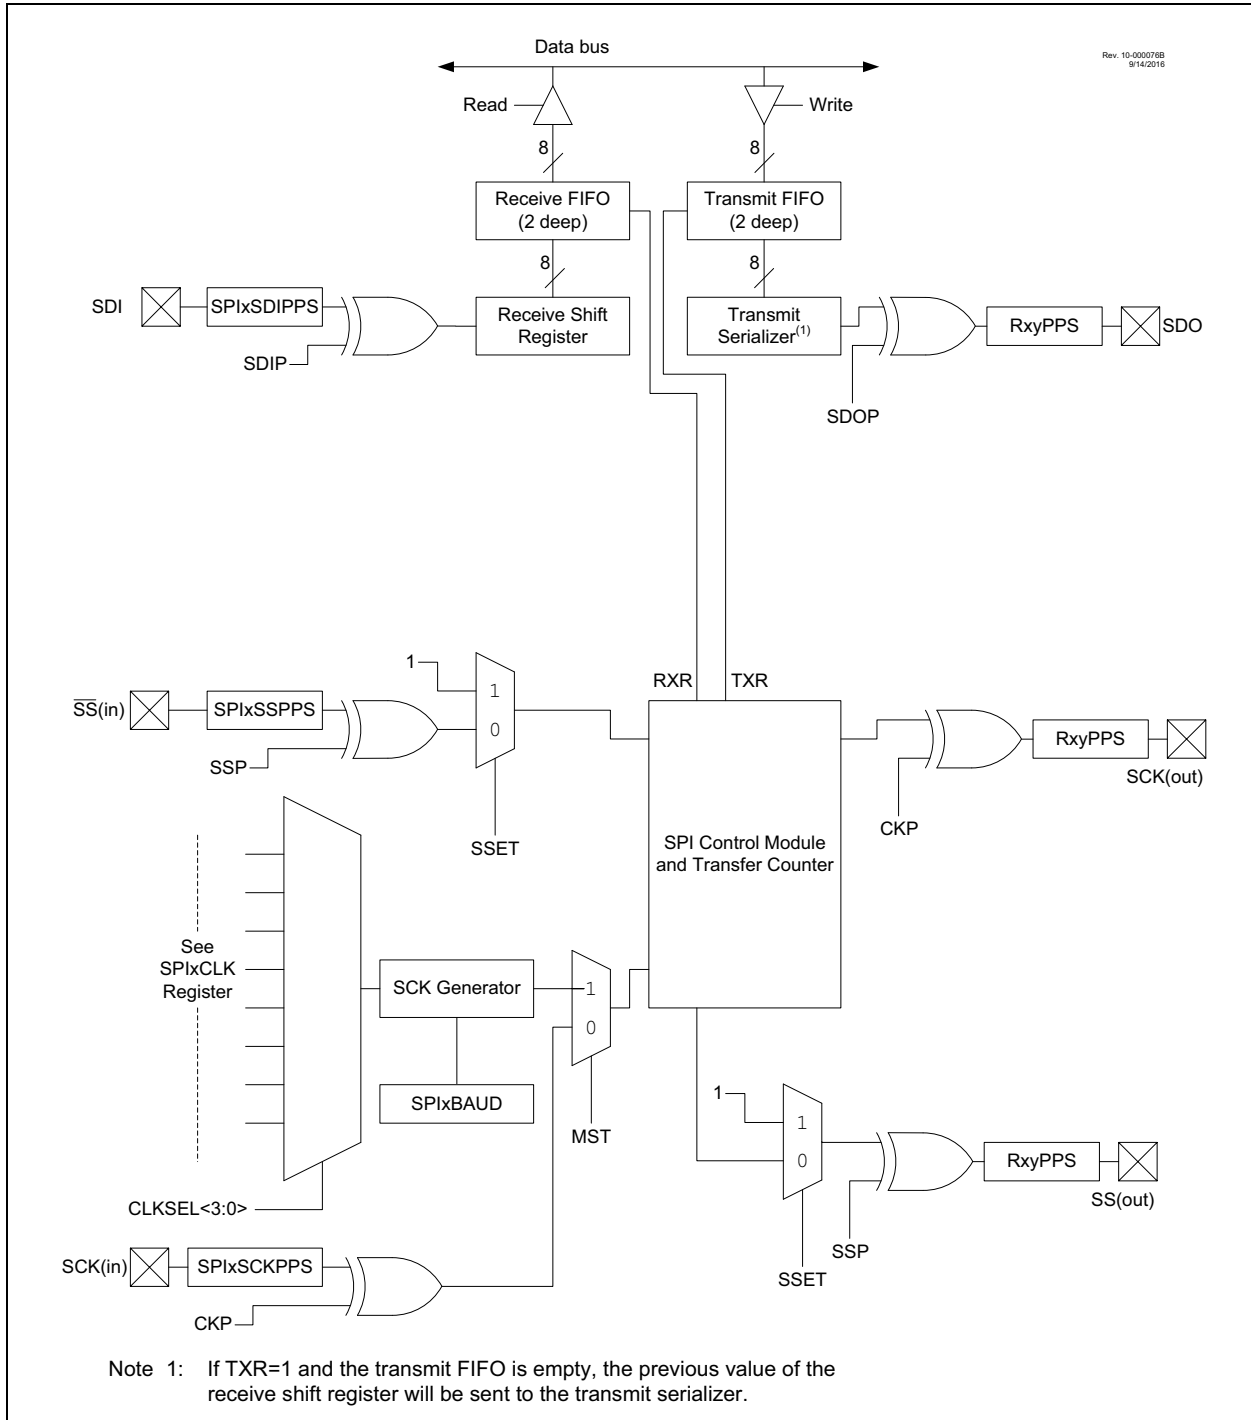 Data bus
Rev. 10-000076B
9/14/2016
Read
Write
8
8
Receive FIFO
(2 deep)
Transmit FIFO
(2 deep)
8
8
SDI
SPIxSDIPPS
SDIP
Receive Shift
Register
Transmit
Serializer(1)
RxyPPS
SDO
SDOP
RXR
TXR
1
SS(in)
SPIxSSPPS
SSP
1
0
SSET
SPI Control Module
and Transfer Counter
RxyPPS
SCK(out)
CKP
See
SPIxCLK
Register
SCK Generator
1
0
SPIxBAUD
MST
CLKSEL<3:0>
1
1
0
RxyPPS
SS(out)
SSP
SSET
SCK(in)
SPIxSCKPPS
CKP
Note 1: If TXR=1 and the transmit FIFO is empty, the previous value of the
receive shift register will be sent to the transmit serializer.